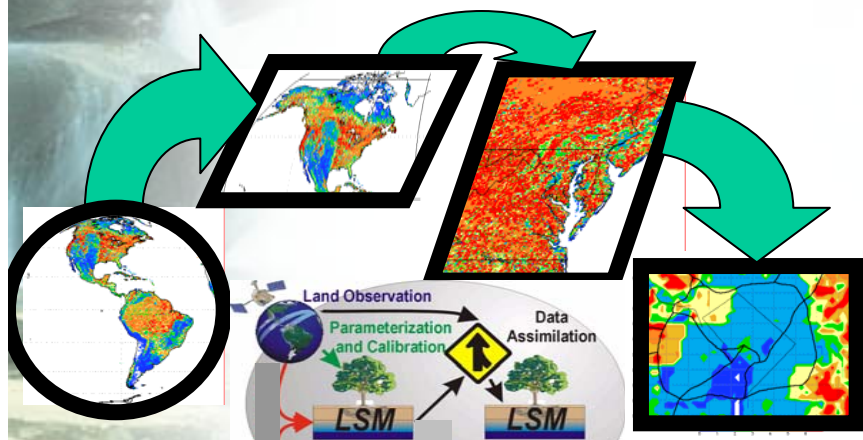 Land Observation
Parameterization
and Calibration
Data
Assimilation
LSM
LSM